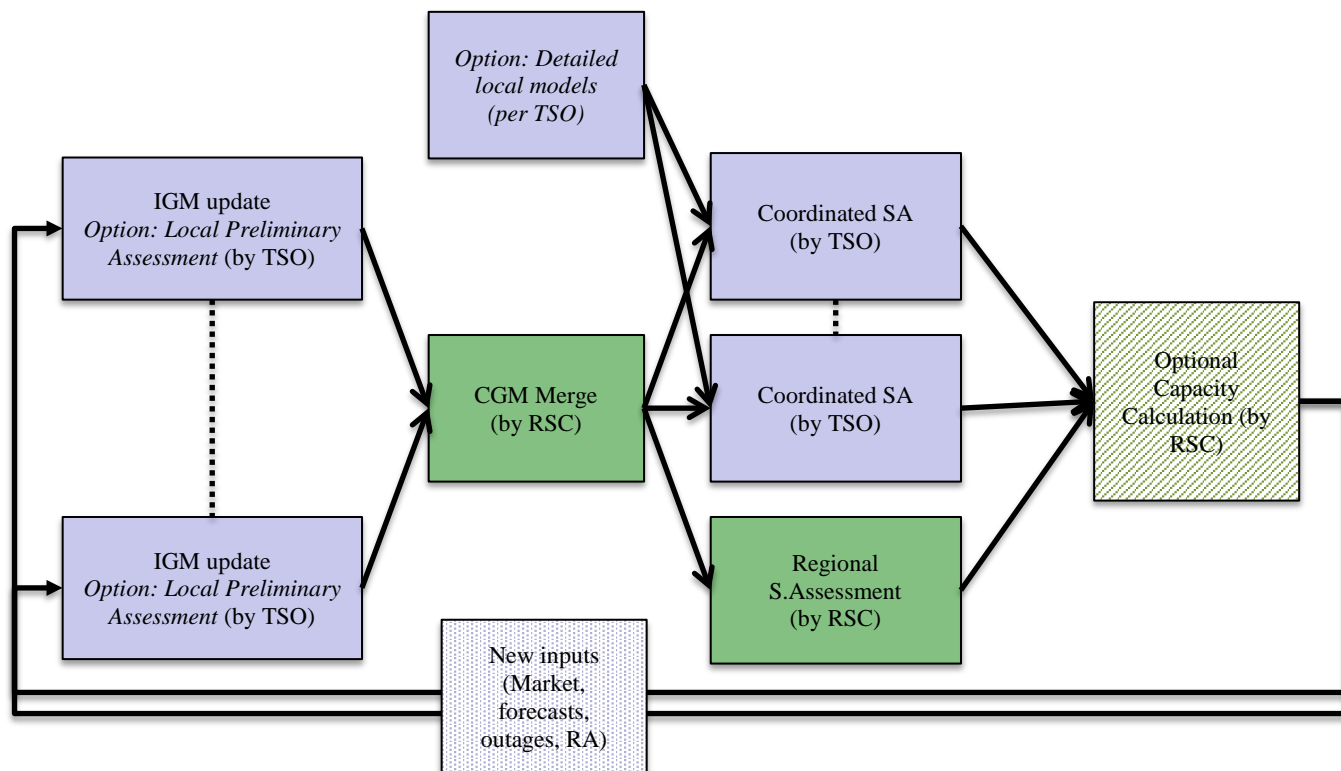 Option: Detailed
local models
(per TSO)
IGM update
Option: Local Preliminary
Assessment (by TSO)
Coordinated SA
(by TSO)
CGM Merge
(by RSC)
Coordinated SA
(by TSO)
Optional
Capacity
Calculation (by
RSC)
IGM update
Option: Local Preliminary
Assessment (by TSO)
Regional
S.Assessment
(by RSC)
New inputs
(Market,
forecasts,
outages, RA)